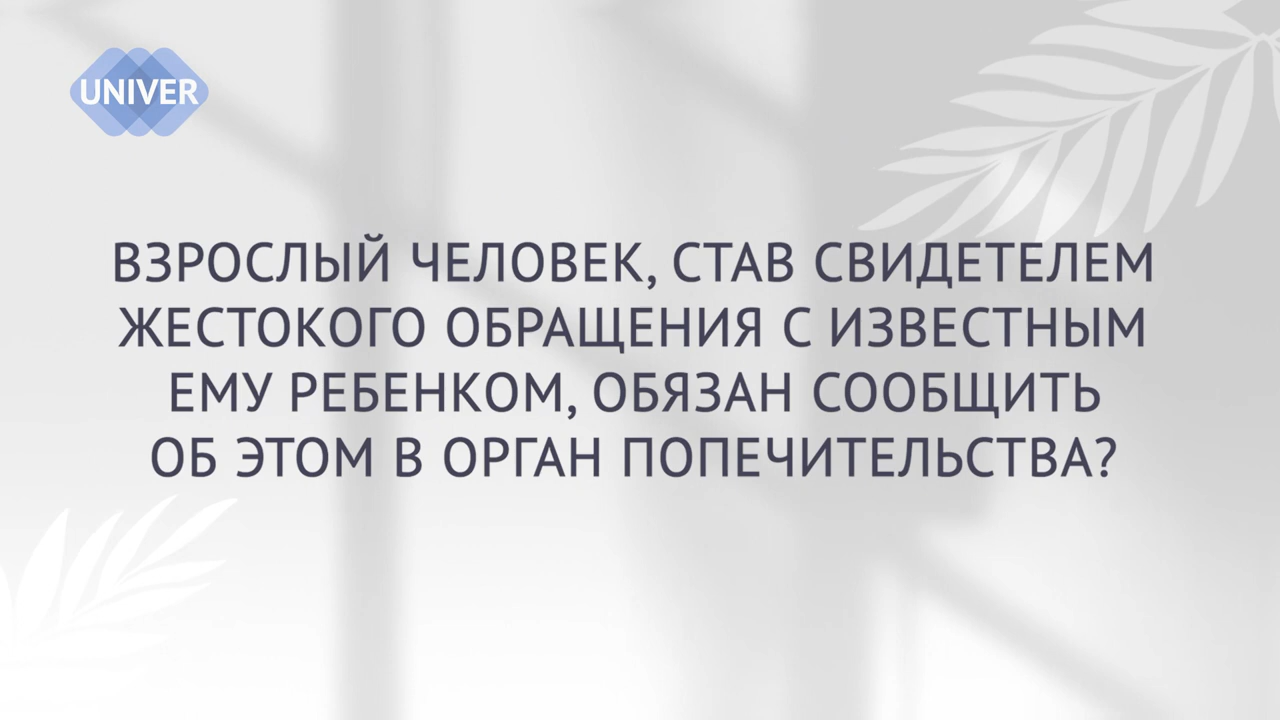 UNIVER
ВЗРОСЛЫЙ ЧЕЛОВЕК, СТАВ СВИДЕТЕЛЕМ
ЖЕСТОКОГО ОБРАЩЕНИЯ С ИЗВЕСТНЫМ
ЕМУ РЕБЕНКОМ, ОБЯЗАН СООБЩИТЬ
ОБ ЭТОМ В ОРГАН ПОПЕЧИТЕЛЬСТВА?